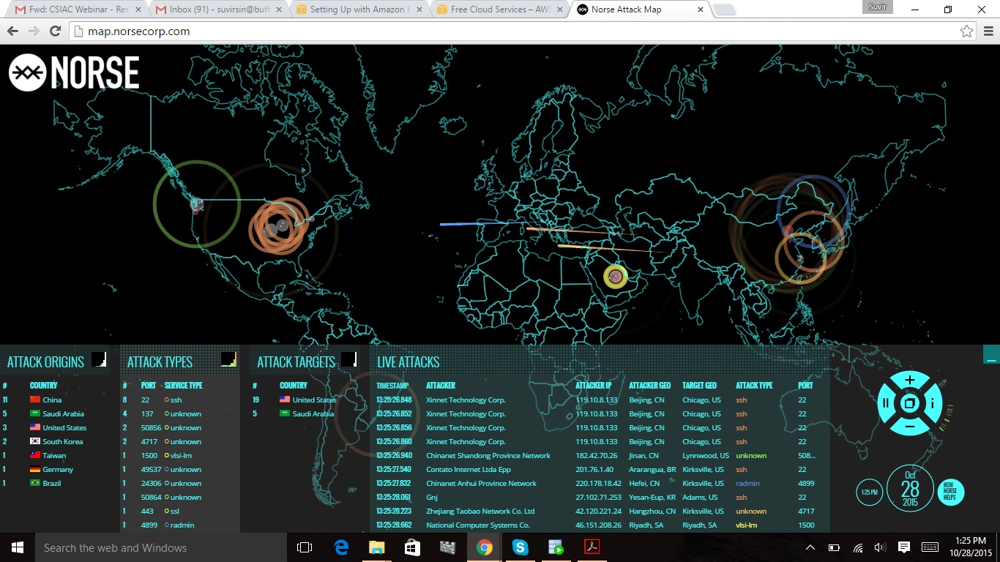 Fwd: CSIAC Webinar - Res
Inbox (91) - suvirsin@buff
Setting Up with Amazon E
Free Cloud Services – AWS
Norse Attack Map
Suvir
map.norsecorp.com
NORSE
ATTACK ORIGINS
# COUNTRY
11 China
5 Saudi Arabia
3 United States
2 South Korea
1 Taiwan
1 Germany
1 Brazil
ATTACK TYPES
# PORT SERVICE TYPE
8 22 ssh
4 137 unknown
2 50856 unknown
2 4717 unknown
1 1500 vlsi-lm
1 49537 unknown
1 24306 unknown
1 50864 unknown
1 443 ssl
1 4899 radmin
ATTACK TARGETS
# COUNTRY
19 United States
5 Saudi Arabia
LIVE ATTACKS
TIMESTAMP ATTACKER ATTACKER IP ATTACKER GEO TARGET GEO ATTACK TYPE PORT
13:25:26.848 Xinnet Technology Corp. 119.10.8.133 Beijing, CN Chicago, US ssh 22
13:25:26.852 Xinnet Technology Corp. 119.10.8.133 Beijing, CN Chicago, US ssh 22
13:25:26.856 Xinnet Technology Corp. 119.10.8.133 Beijing, CN Chicago, US ssh 22
13:25:26.860 Xinnet Technology Corp. 119.10.8.133 Beijing, CN Chicago, US ssh 22
13:25:26.940 Chinanet Shandong Province Network 182.42.70.26 Jinan, CN Lynnwood, US unknown 508...
13:25:27.540 Contato Internet Ltda Epp 201.76.1.40 Ararangua, BR Kirksville, US ssh 22
13:25:27.832 Chinanet Anhui Province Network 220.178.18.42 Hefei, CN Kirksville, US radmin 4899
13:25:28.061 Gnj 27.102.71.253 Yesan-Eup, KR Adams, US ssh 22
13:25:28.223 Zhejiang Taobao Network Co. Ltd 42.120.221.24 Hangzhou, CN Kirksville, US unknown 4717
13:25:28.662 National Computer Systems Co. 46.151.208.26 Riyadh, SA Riyadh, SA vlsi-lm 1500
1:25 PM
Oct
28
2015
HOW
NORSE
HELPS
Search the web and Windows
1:25 PM
10/28/2015